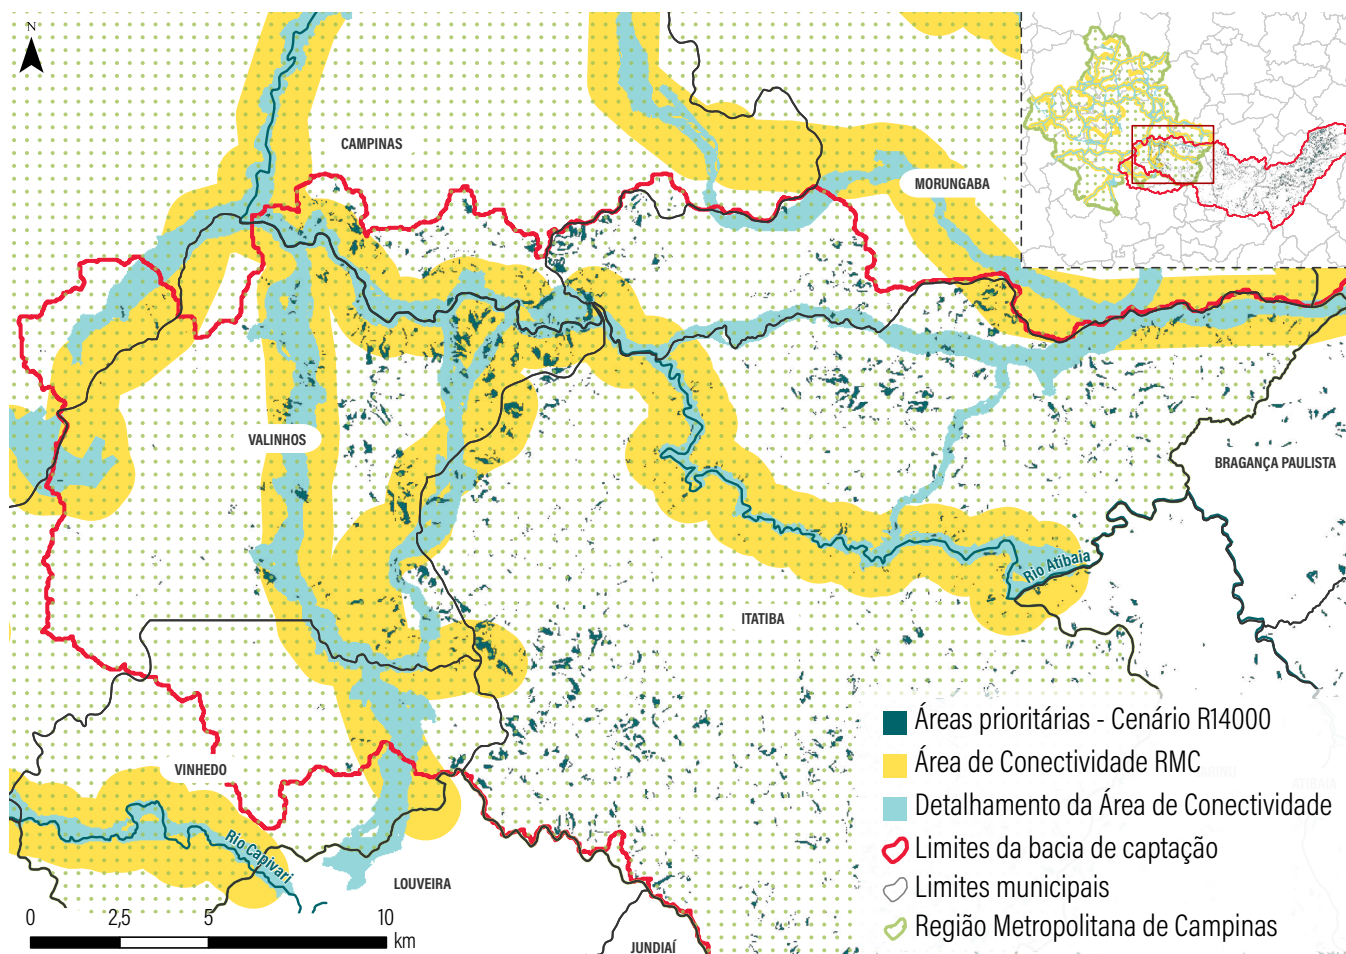 N
CAMPINAS
MORUNGABA
VALINHOS
BRAGANÇA PAULISTA
Rio Atibaia
ITATIBA
VINHEDO
Rio Capivari
LOUVEIRA
JUNDIAÍ
0 2,5 5 10
km
Áreas prioritárias - Cenário R14000
Área de Conectividade RMC
Detalhamento da Área de Conectividade
Limites da bacia de captação
Limites municipais
Região Metropolitana de Campinas
ATIBAIA